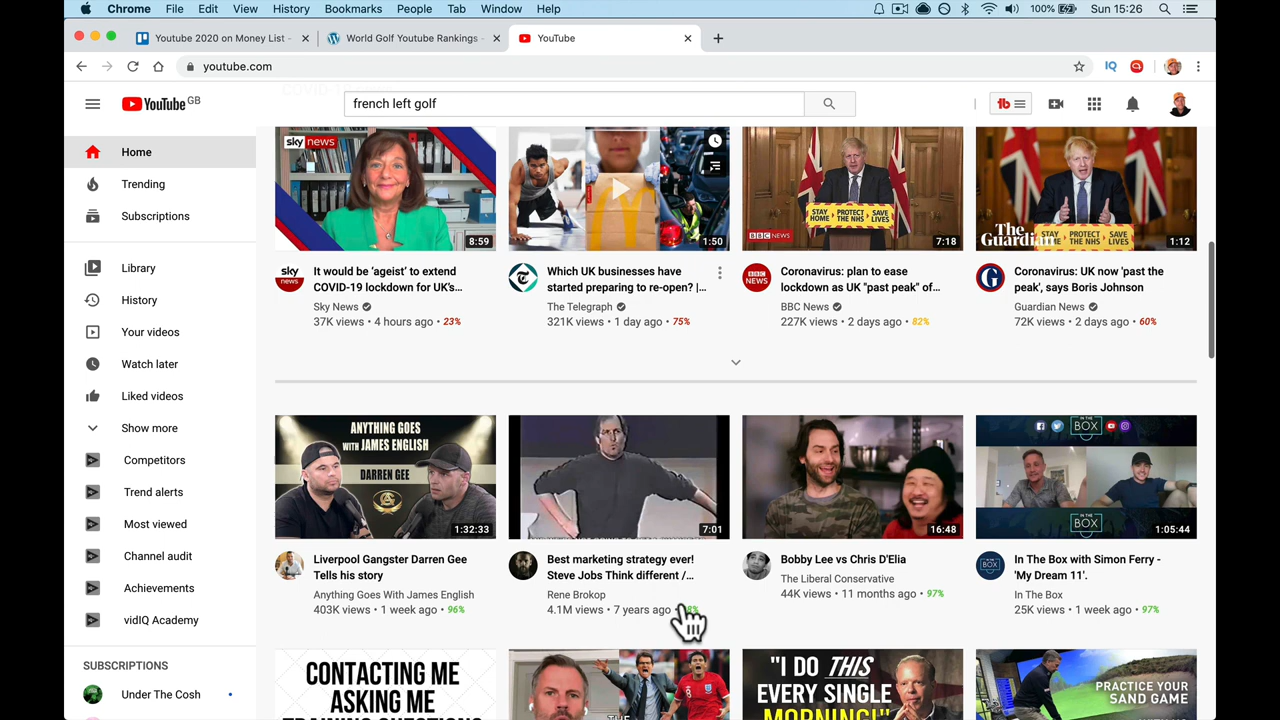 Chrome File Edit View History Bookmarks People Tab Window Help 100% Sun 15:26
Youtube 2020 on Money List - World Golf Youtube Rankings - YouTube
youtube.com IQ
YouTube GB french left golf tb
Home
Trending
Subscriptions
Library
History
Your videos
Watch later
Liked videos
Show more
Competitors
Trend alerts
Most viewed
Channel audit
Achievements
vidIQ Academy
SUBSCRIPTIONS
Under The Cosh
sky news
8:59
sky news
It would be ‘ageist’ to extend
COVID-19 lockdown for UK’s...
Sky News
37K views • 4 hours ago • 23%
1:50
Which UK businesses have
started preparing to re-open? |...
The Telegraph
321K views • 1 day ago • 75%
STAY HOME PROTECT THE NHS SAVE LIVES
BBC NEWS
7:18
BBC NEWS
Coronavirus: plan to ease
lockdown as UK "past peak" of...
BBC News
227K views • 2 days ago • 82%
The Guardian
1:12
Coronavirus: UK now 'past the
peak', says Boris Johnson
Guardian News
72K views • 2 days ago • 60%
ANYTHING GOES
WITH JAMES ENGLISH
DARREN GEE
1:32:33
Liverpool Gangster Darren Gee
Tells his story
Anything Goes With James English
403K views • 1 week ago • 96%
7:01
Best marketing strategy ever!
Steve Jobs Think different /...
Rene Brokop
4.1M views • 7 years ago
16:48
Bobby Lee vs Chris D'Elia
The Liberal Conservative
44K views • 11 months ago • 97%
IN THE BOX
IN THE BOX
1:05:44
In The Box with Simon Ferry -
'My Dream 11'.
In The Box
25K views • 1 week ago • 97%
CONTACTING ME
ASKING ME
TRAINING QUESTIONS
THE
"I DO THIS
EVERY SINGLE
MORNING!"
PRACTICE YOUR
SAND GAME